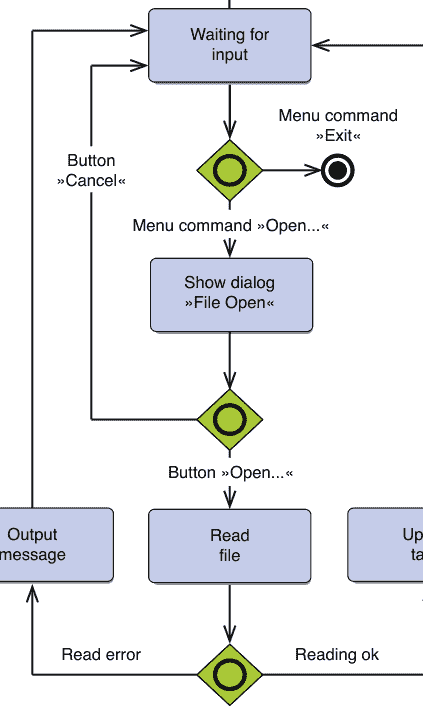 Waiting for
input
Menu command
»Exit«
Button
»Cancel«
Menu command »Open...«
Show dialog
»File Open«
Button »Open...«
Output
message
Read
file
Read error
Reading ok